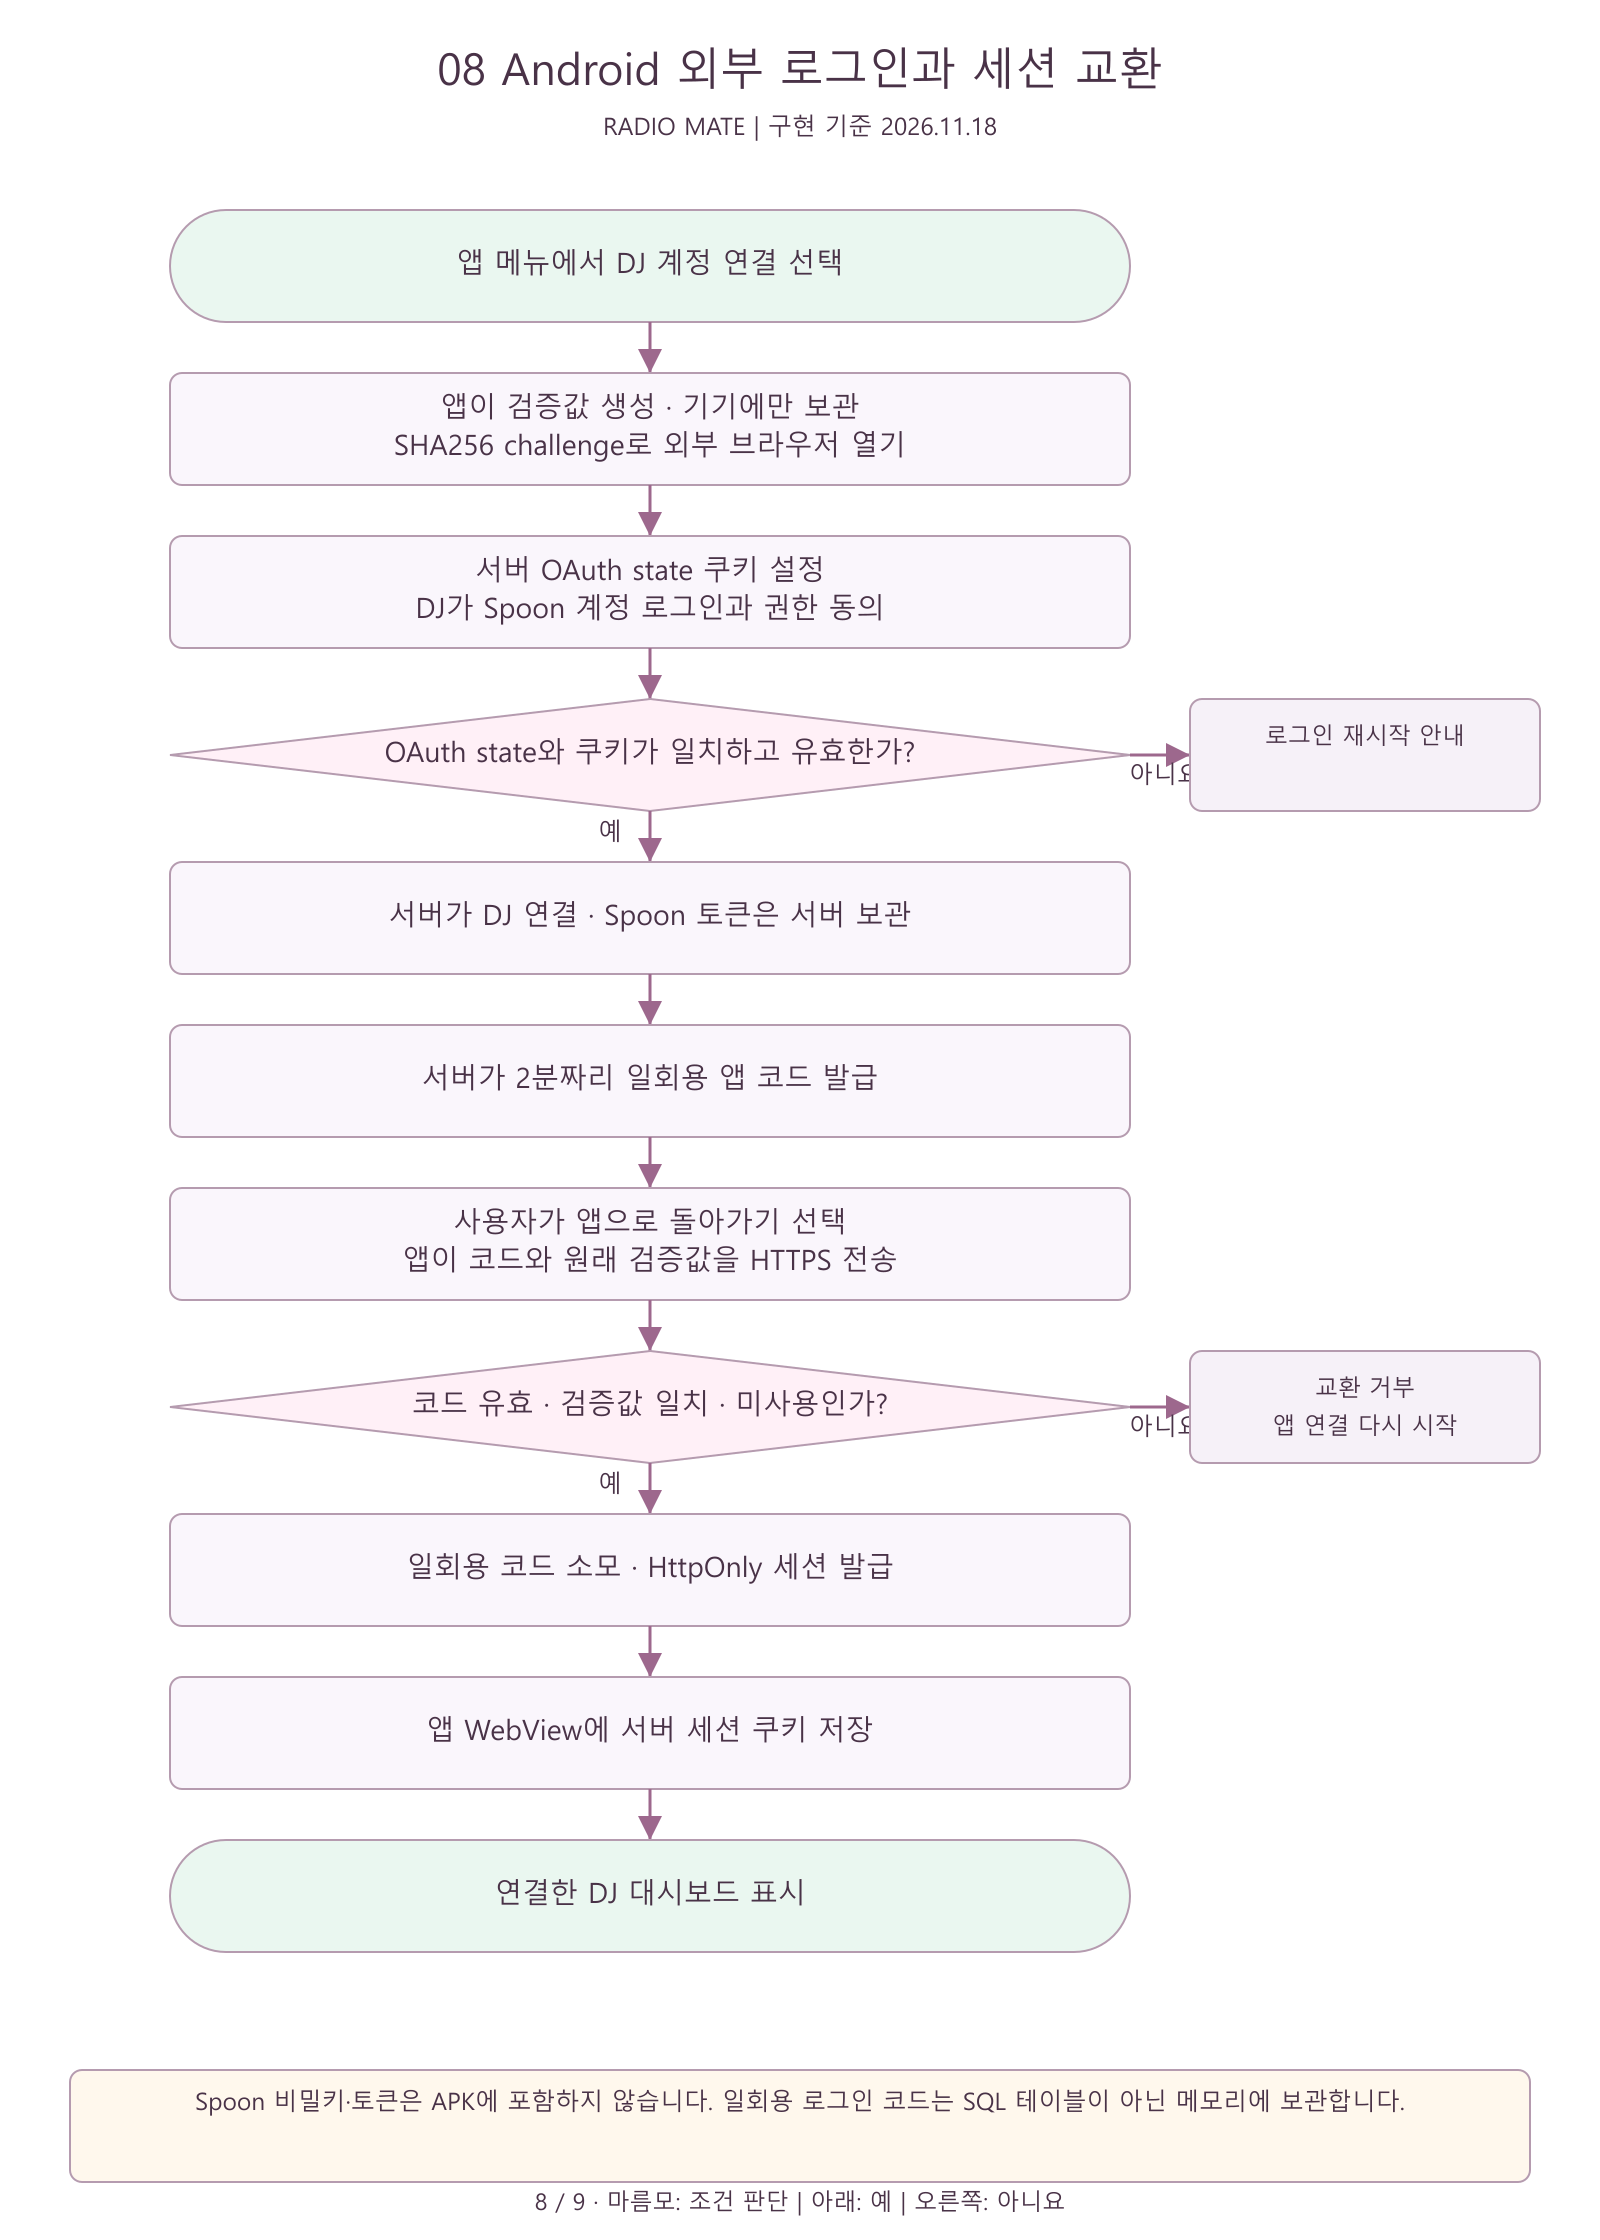 08 Android 외부 로그인과 세션 교환
RADIO MATE | 구현 기준 2026.11.18
앱 메뉴에서 DJ 계정 연결 선택
앱이 검증값 생성 · 기기에만 보관
SHA256 challenge로 외부 브라우저 열기
서버 OAuth state 쿠키 설정
DJ가 Spoon 계정 로그인과 권한 동의
OAuth state와 쿠키가 일치하고 유효한가?
아니요
로그인 재시작 안내
예
서버가 DJ 연결 · Spoon 토큰은 서버 보관
서버가 2분짜리 일회용 앱 코드 발급
사용자가 앱으로 돌아가기 선택
앱이 코드와 원래 검증값을 HTTPS 전송
코드 유효 · 검증값 일치 · 미사용인가?
아니요
교환 거부
앱 연결 다시 시작
예
일회용 코드 소모 · HttpOnly 세션 발급
앱 WebView에 서버 세션 쿠키 저장
연결한 DJ 대시보드 표시
Spoon 비밀키·토큰은 APK에 포함하지 않습니다. 일회용 로그인 코드는 SQL 테이블이 아닌 메모리에 보관합니다.
8 / 9 · 마름모: 조건 판단 | 아래: 예 | 오른쪽: 아니요